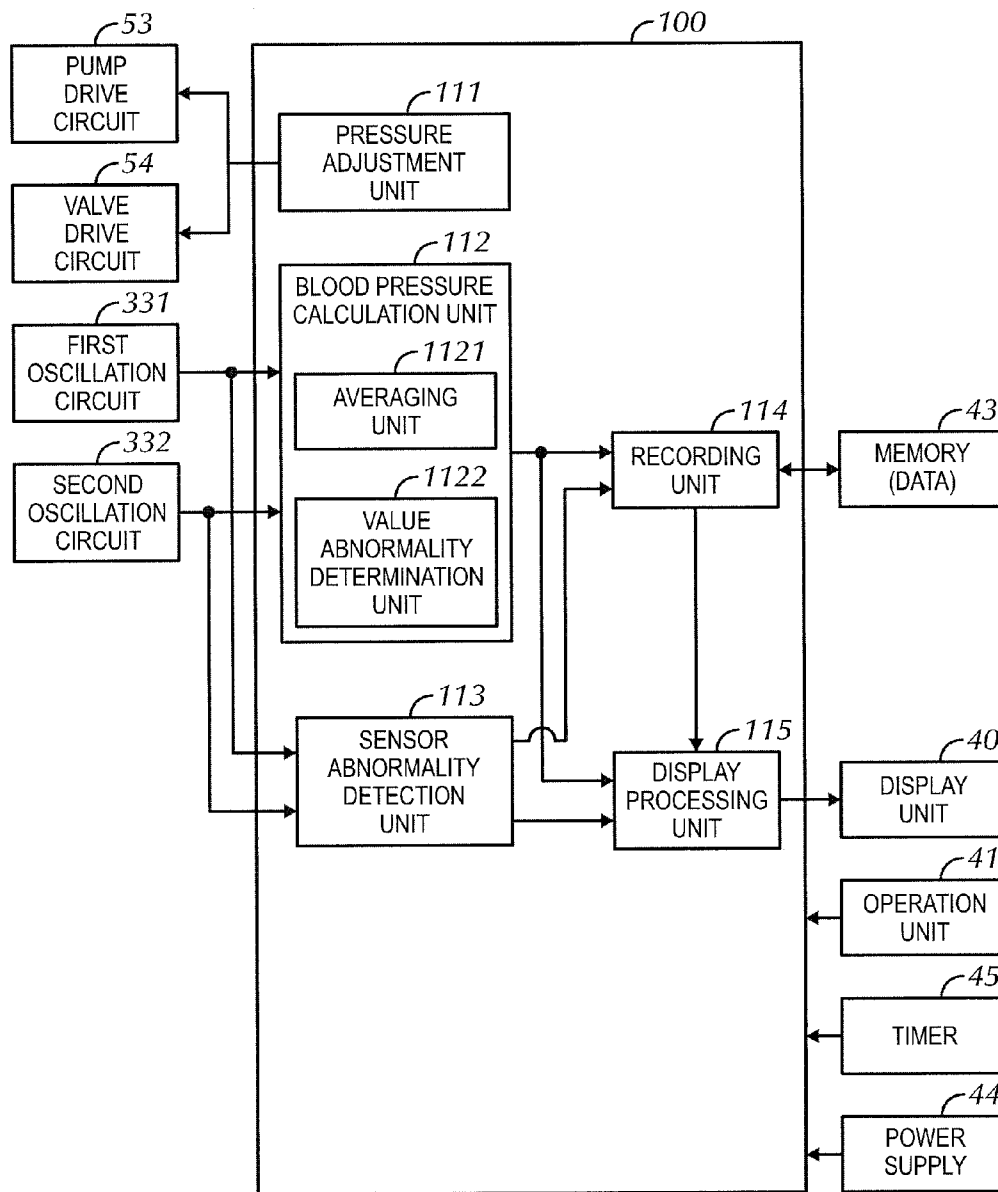 53
PUMP
DRIVE
CIRCUIT
54
VALVE
DRIVE
CIRCUIT
331
FIRST
OSCILLATION
CIRCUIT
332
SECOND
OSCILLATION
CIRCUIT
100
111
PRESSURE
ADJUSTMENT
UNIT
112
BLOOD PRESSURE
CALCULATION UNIT
1121
AVERAGING
UNIT
1122
VALUE
ABNORMALITY
DETERMINATION
UNIT
113
SENSOR
ABNORMALITY
DETECTION
UNIT
114
RECORDING
UNIT
115
DISPLAY
PROCESSING
UNIT
43
MEMORY
(DATA)
40
DISPLAY
UNIT
41
OPERATION
UNIT
45
TIMER
44
POWER
SUPPLY